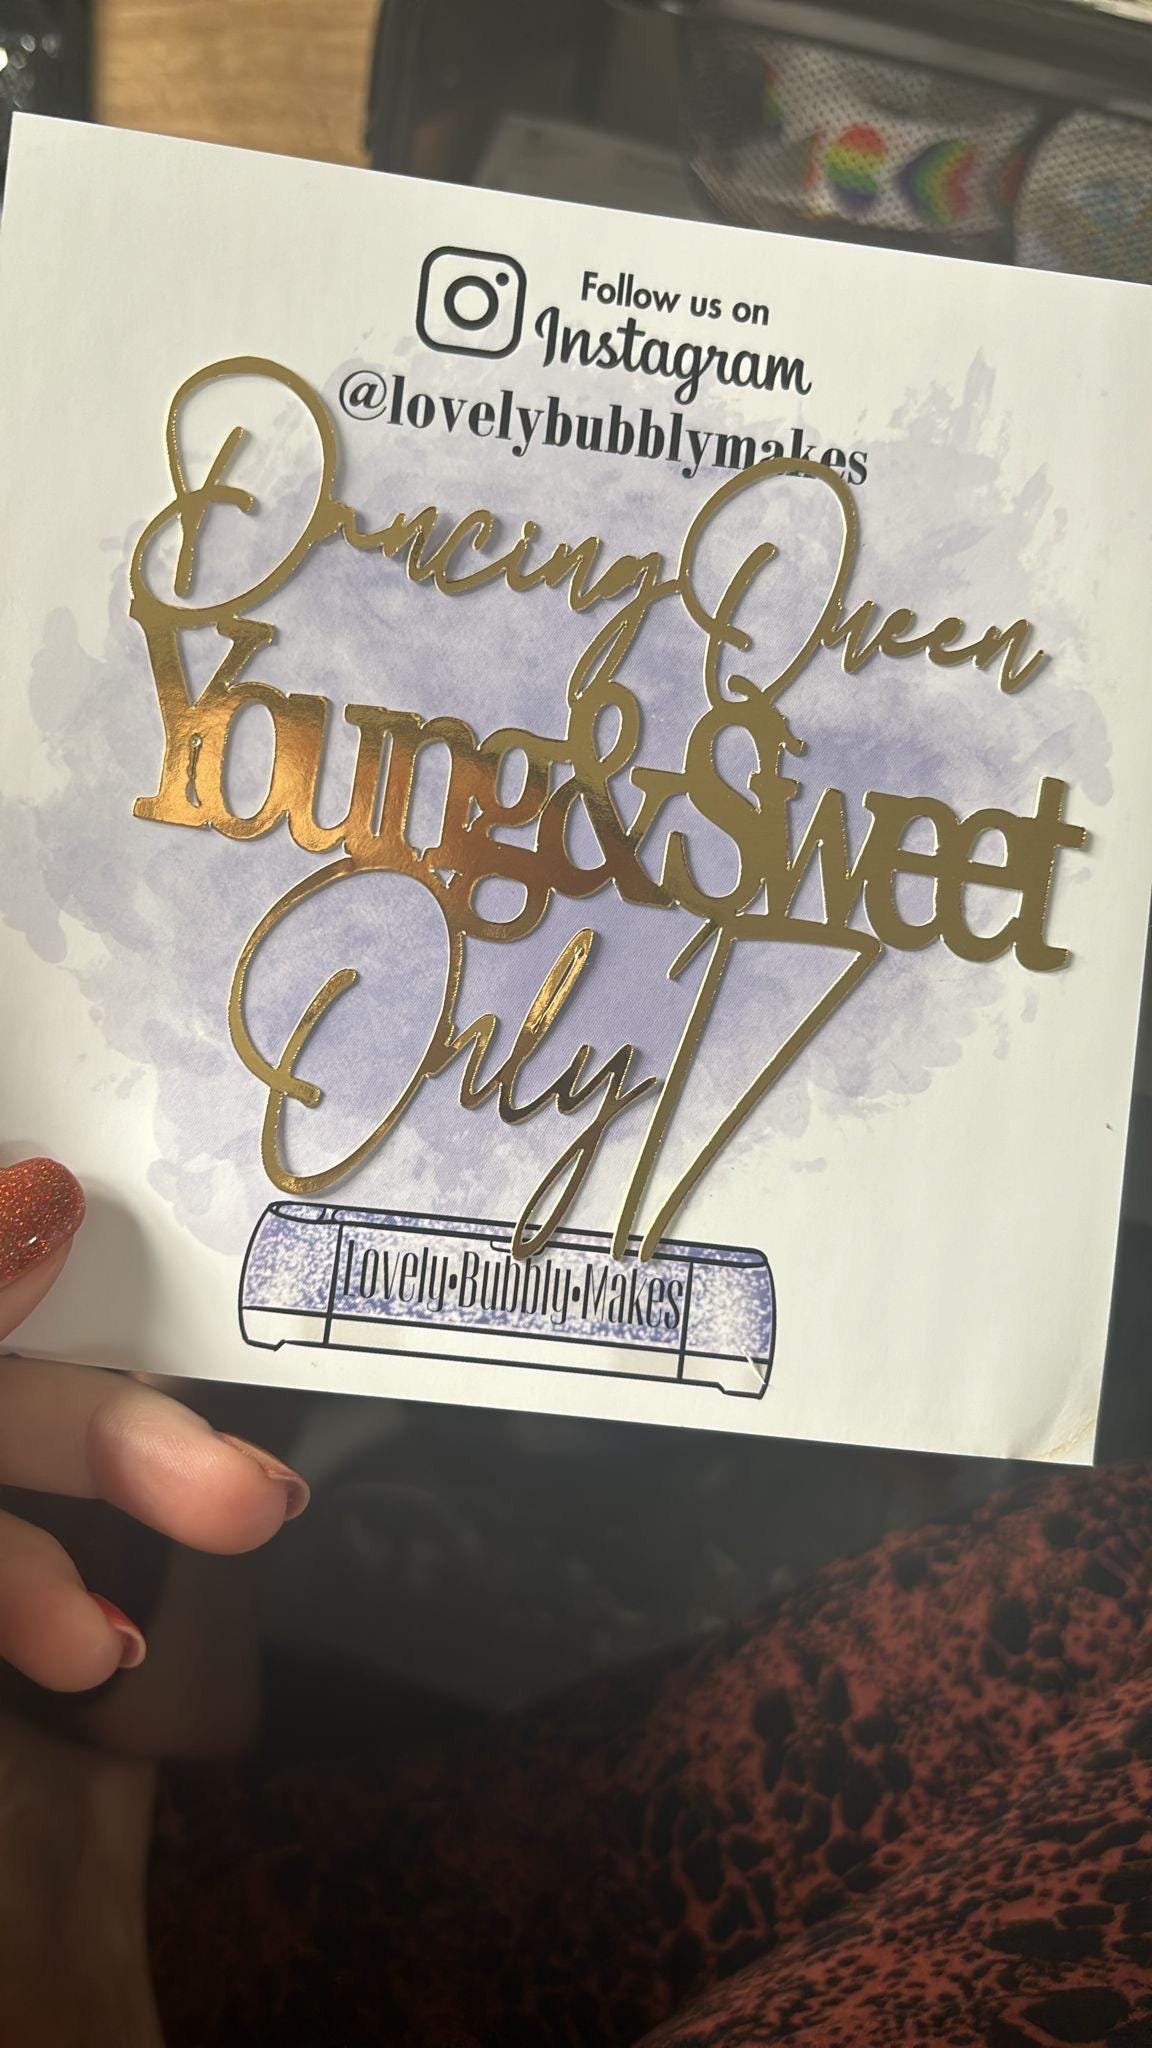 Follow us on
Instagram
@lovelybubblymakes
Dancing Queen
Young & Sweet
Only 17
Lovely•Bubbly•Makes